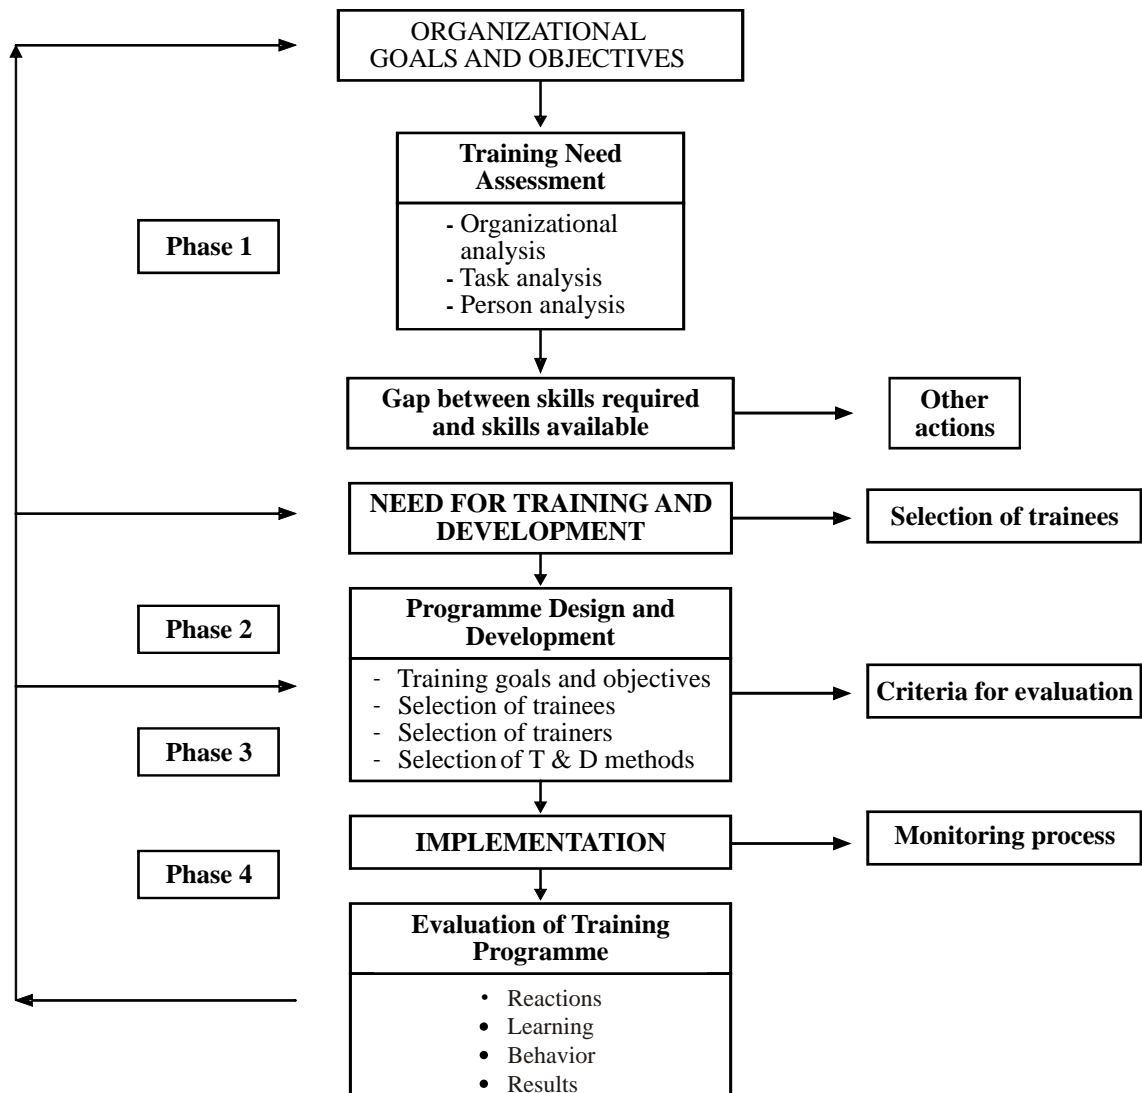 ORGANIZATIONAL
GOALS AND OBJECTIVES
Training Need
Assessment
- Organizational
analysis
- Task analysis
- Person analysis
Phase 1
Gap between skills required
and skills available
Other
actions
NEED FOR TRAINING AND
DEVELOPMENT
Selection of trainees
Phase 2
Programme Design and
Development
- Training goals and objectives
- Selection of trainees
- Selection of trainers
- Selection of T & D methods
Criteria for evaluation
Phase 3
IMPLEMENTATION
Monitoring process
Phase 4
Evaluation of Training
Programme
• Reactions
• Learning
• Behavior
• Results